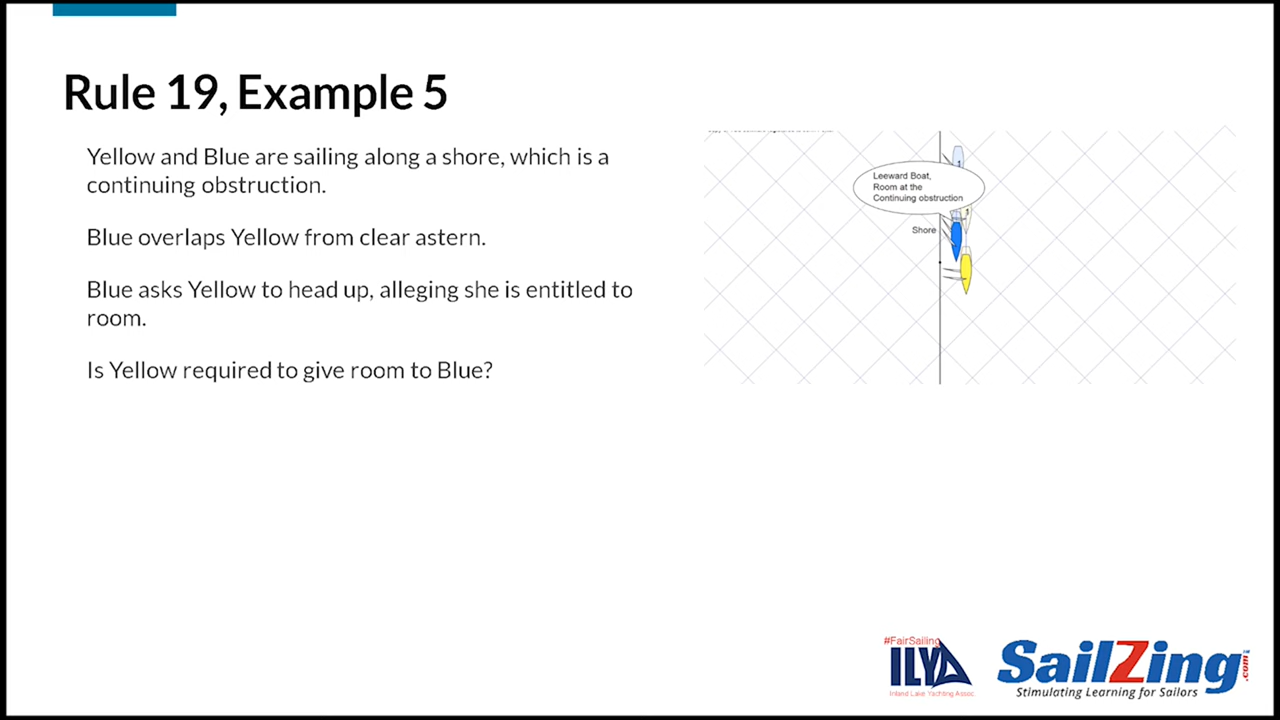 Rule 19, Example 5
Yellow and Blue are sailing along a shore, which is a
continuing obstruction.
Blue overlaps Yellow from clear astern.
Blue asks Yellow to head up, alleging she is entitled to
room.
Is Yellow required to give room to Blue?
1
Leeward Boat,
Room at the
Continuing obstruction
Shore
#FairSailing
ILYA
Inland Lake Yachting Assoc.
SailZing.com
Stimulating Learning for Sailors